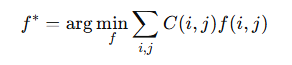 f* = arg min_f ∑_{i,j} C(i, j) f(i, j)